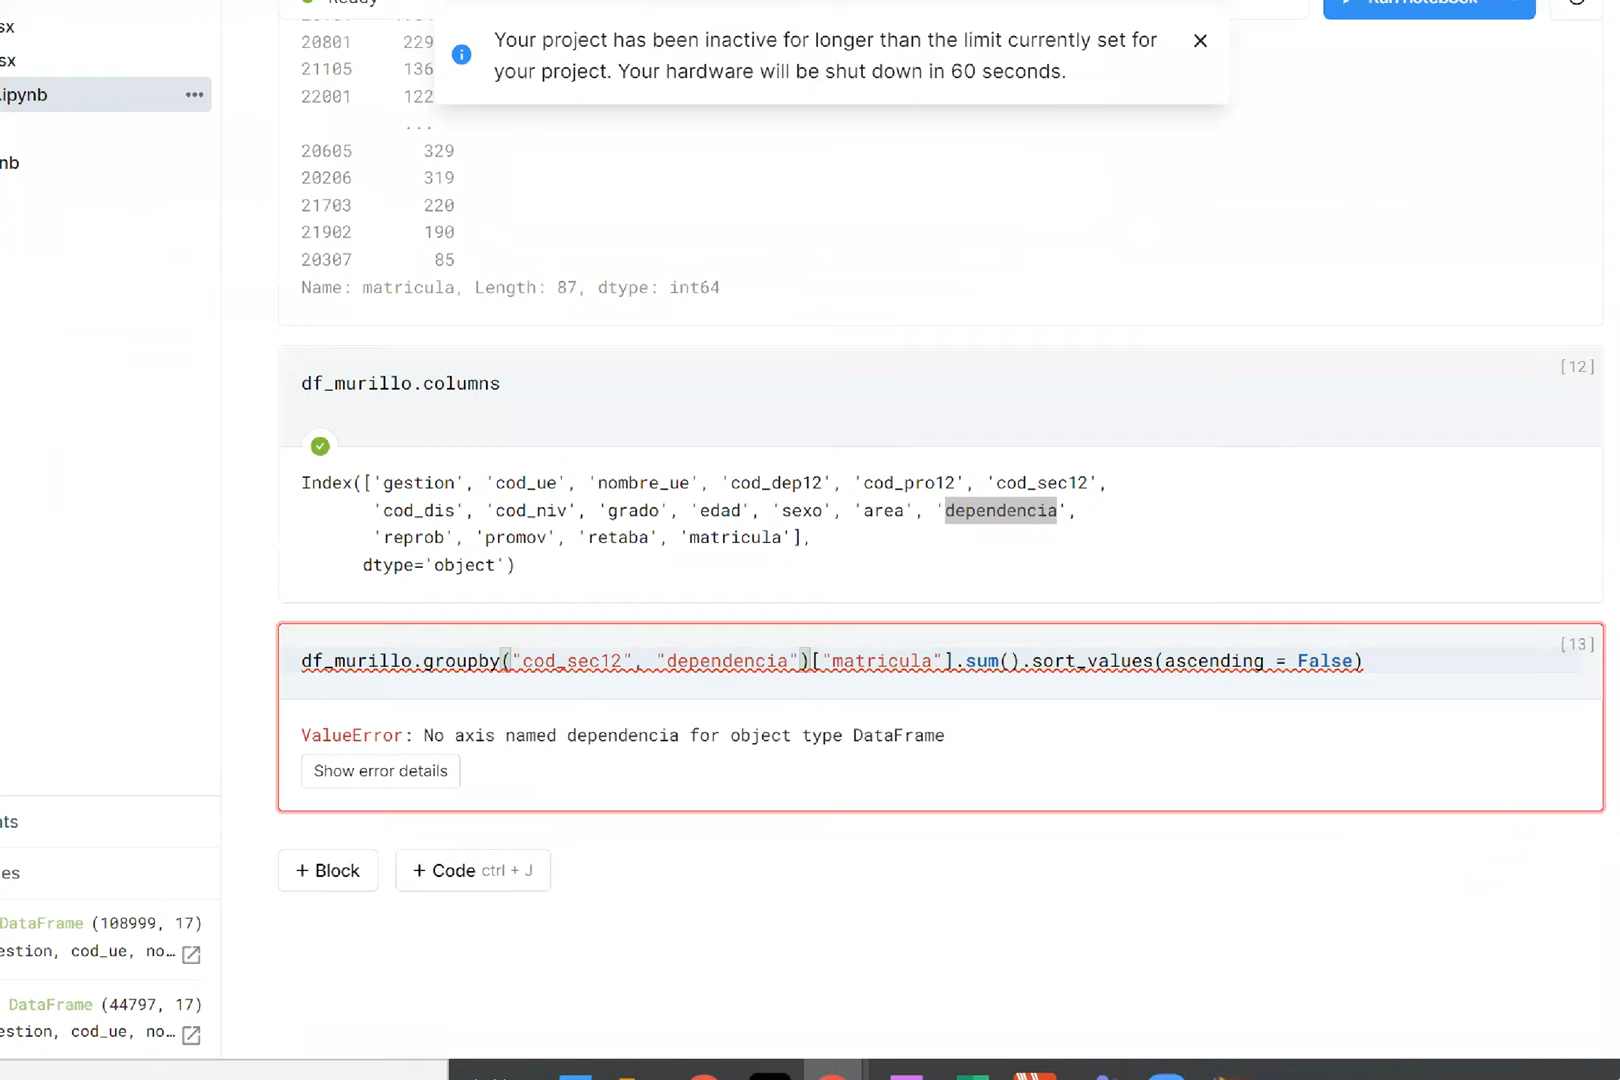 sx
sx
.ipynb
nb
Ready
Run notebook
Your project has been inactive for longer than the limit currently set for
your project. Your hardware will be shut down in 60 seconds.
20801 229
21105 136
22001 122
...
20605 329
20206 319
21703 220
21902 190
20307 85
Name: matricula, Length: 87, dtype: int64
[12]
df_murillo.columns
Index(['gestion', 'cod_ue', 'nombre_ue', 'cod_dep12', 'cod_pro12', 'cod_sec12',
'cod_dis', 'cod_niv', 'grado', 'edad', 'sexo', 'area', 'dependencia',
'reprob', 'promov', 'retaba', 'matricula'],
dtype='object')
[13]
df_murillo.groupby("cod_sec12", "dependencia")["matricula"].sum().sort_values(ascending = False)
ValueError: No axis named dependencia for object type DataFrame
Show error details
+ Block
+ Code ctrl + J
nts
es
DataFrame (108999, 17)
estion, cod_ue, no...
DataFrame (44797, 17)
estion, cod_ue, no...